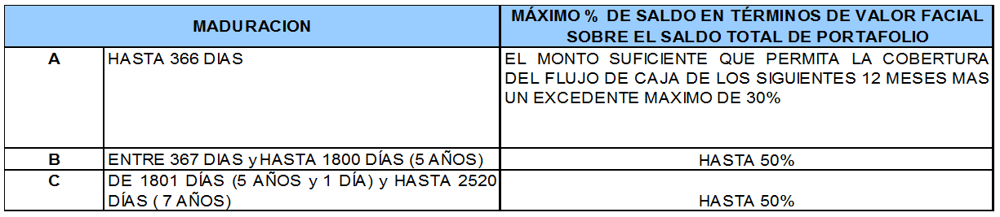 MADURACION
MÁXIMO % DE SALDO EN TÉRMINOS DE VALOR FACIAL
SOBRE EL SALDO TOTAL DE PORTAFOLIO
A
HASTA 366 DIAS
EL MONTO SUFICIENTE QUE PERMITA LA COBERTURA
DEL FLUJO DE CAJA DE LOS SIGUIENTES 12 MESES MAS
UN EXCEDENTE MAXIMO DE 30%
B
ENTRE 367 DIAS y HASTA 1800 DÍAS (5 AÑOS)
HASTA 50%
C
DE 1801 DÍAS (5 AÑOS y 1 DÍA) y HASTA 2520
DÍAS ( 7 AÑOS)
HASTA 50%